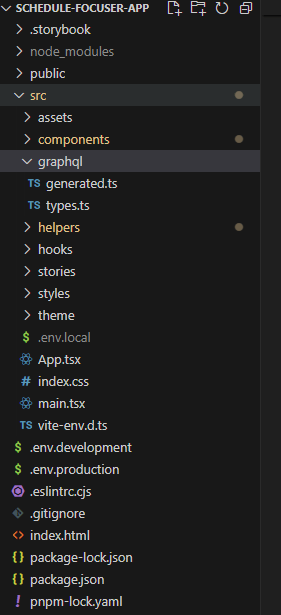 SCHEDULE-FOCUSER-APP
.storybook
node_modules
public
src
assets
components
graphql
TS generated.ts
TS types.ts
helpers
hooks
stories
styles
theme
$ .env.local
App.tsx
# index.css
main.tsx
TS vite-env.d.ts
$ .env.development
$ .env.production
.eslintrc.cjs
.gitignore
<> index.html
{} package-lock.json
{} package.json
! pnpm-lock.yaml